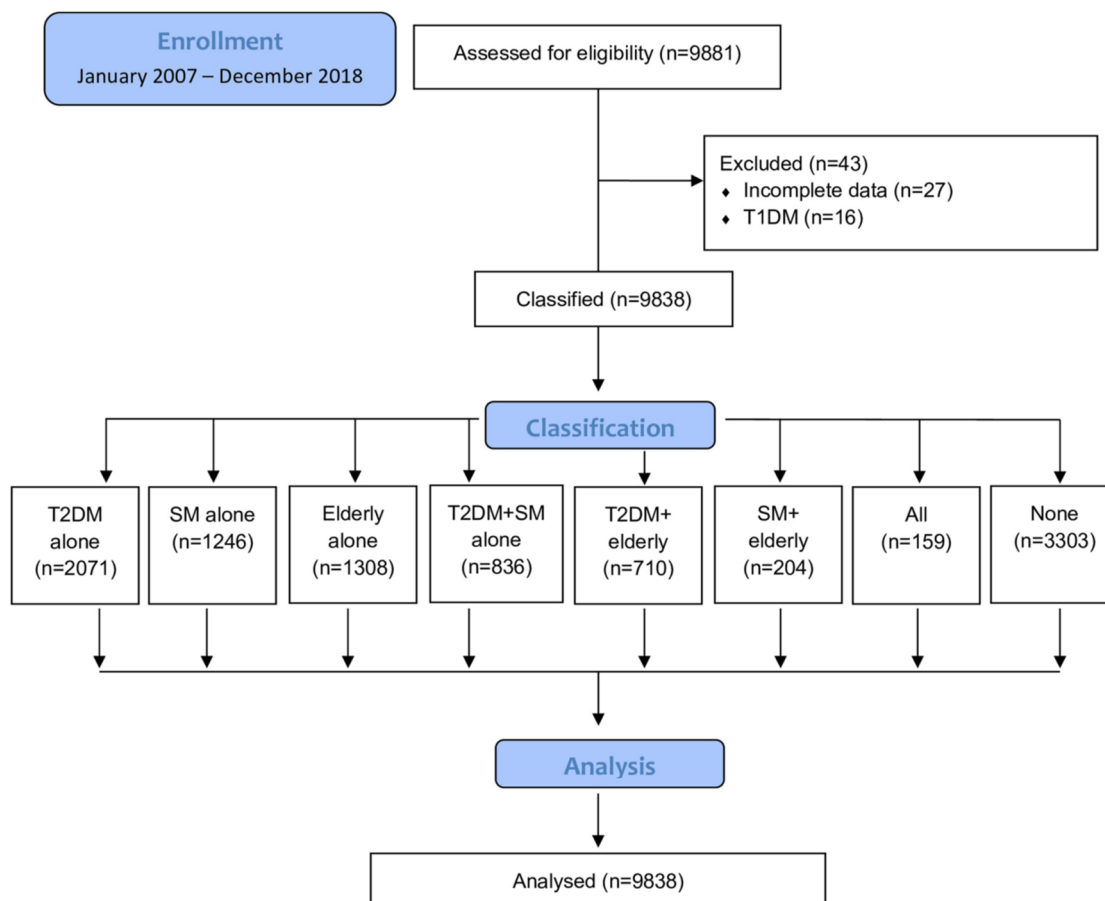 Enrollment
January 2007 – December 2018
Assessed for eligibility (n=9881)
Excluded (n=43)
♦ Incomplete data (n=27)
♦ T1DM (n=16)
Classified (n=9838)
Classification
T2DM
alone
(n=2071)
SM alone
(n=1246)
Elderly
alone
(n=1308)
T2DM+SM
alone
(n=836)
T2DM+
elderly
(n=710)
SM+
elderly
(n=204)
All
(n=159)
None
(n=3303)
Analysis
Analysed (n=9838)